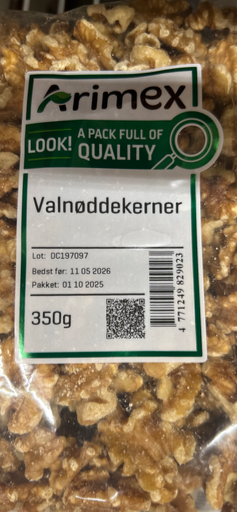 Arimex
LOOK! A PACK FULL OF
QUALITY
Valnøddekerner
Lot: DC197097
Bedst før: 11 05 2026
Pakket: 01 10 2025
350g
4 771249 829023